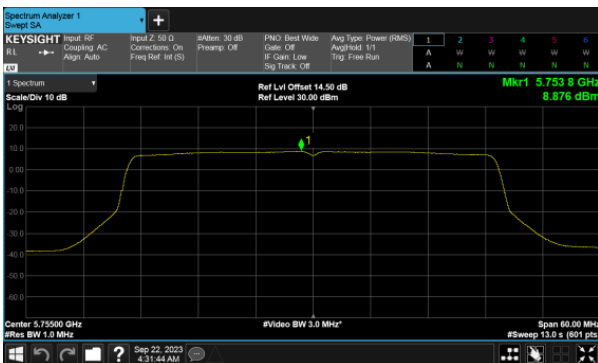 Spectrum Analyzer 1
Swept SA
KEYSIGHT Input: RF Input Z: 50 Ω #Atten: 30 dB PNO: Best Wide Avg Type: Power (RMS) 1 2 3 4 5 6
RL Coupling: AC Corrections: On Preamp: Off Gate: Off Avg|Hold: 1/1 A W W W W W
Align: Auto Freq Ref: Int (S) IF Gain: Low Trig: Free Run
LXI Sig Track: Off A N N N N N
1 Spectrum Ref Lvl Offset 14.50 dB Mkr1 5.753 8 GHz
Scale/Div 10 dB Ref Level 30.00 dBm 8.876 dBm
Log
20.0
1
10.0
0.00
-10.0
-20.0
-30.0
-40.0
-50.0
-60.0
Center 5.75500 GHz #Video BW 3.0 MHz* Span 60.00 MHz
#Res BW 1.0 MHz #Sweep 13.0 s (601 pts)
? Sep 22, 2023
4:31:44 AM